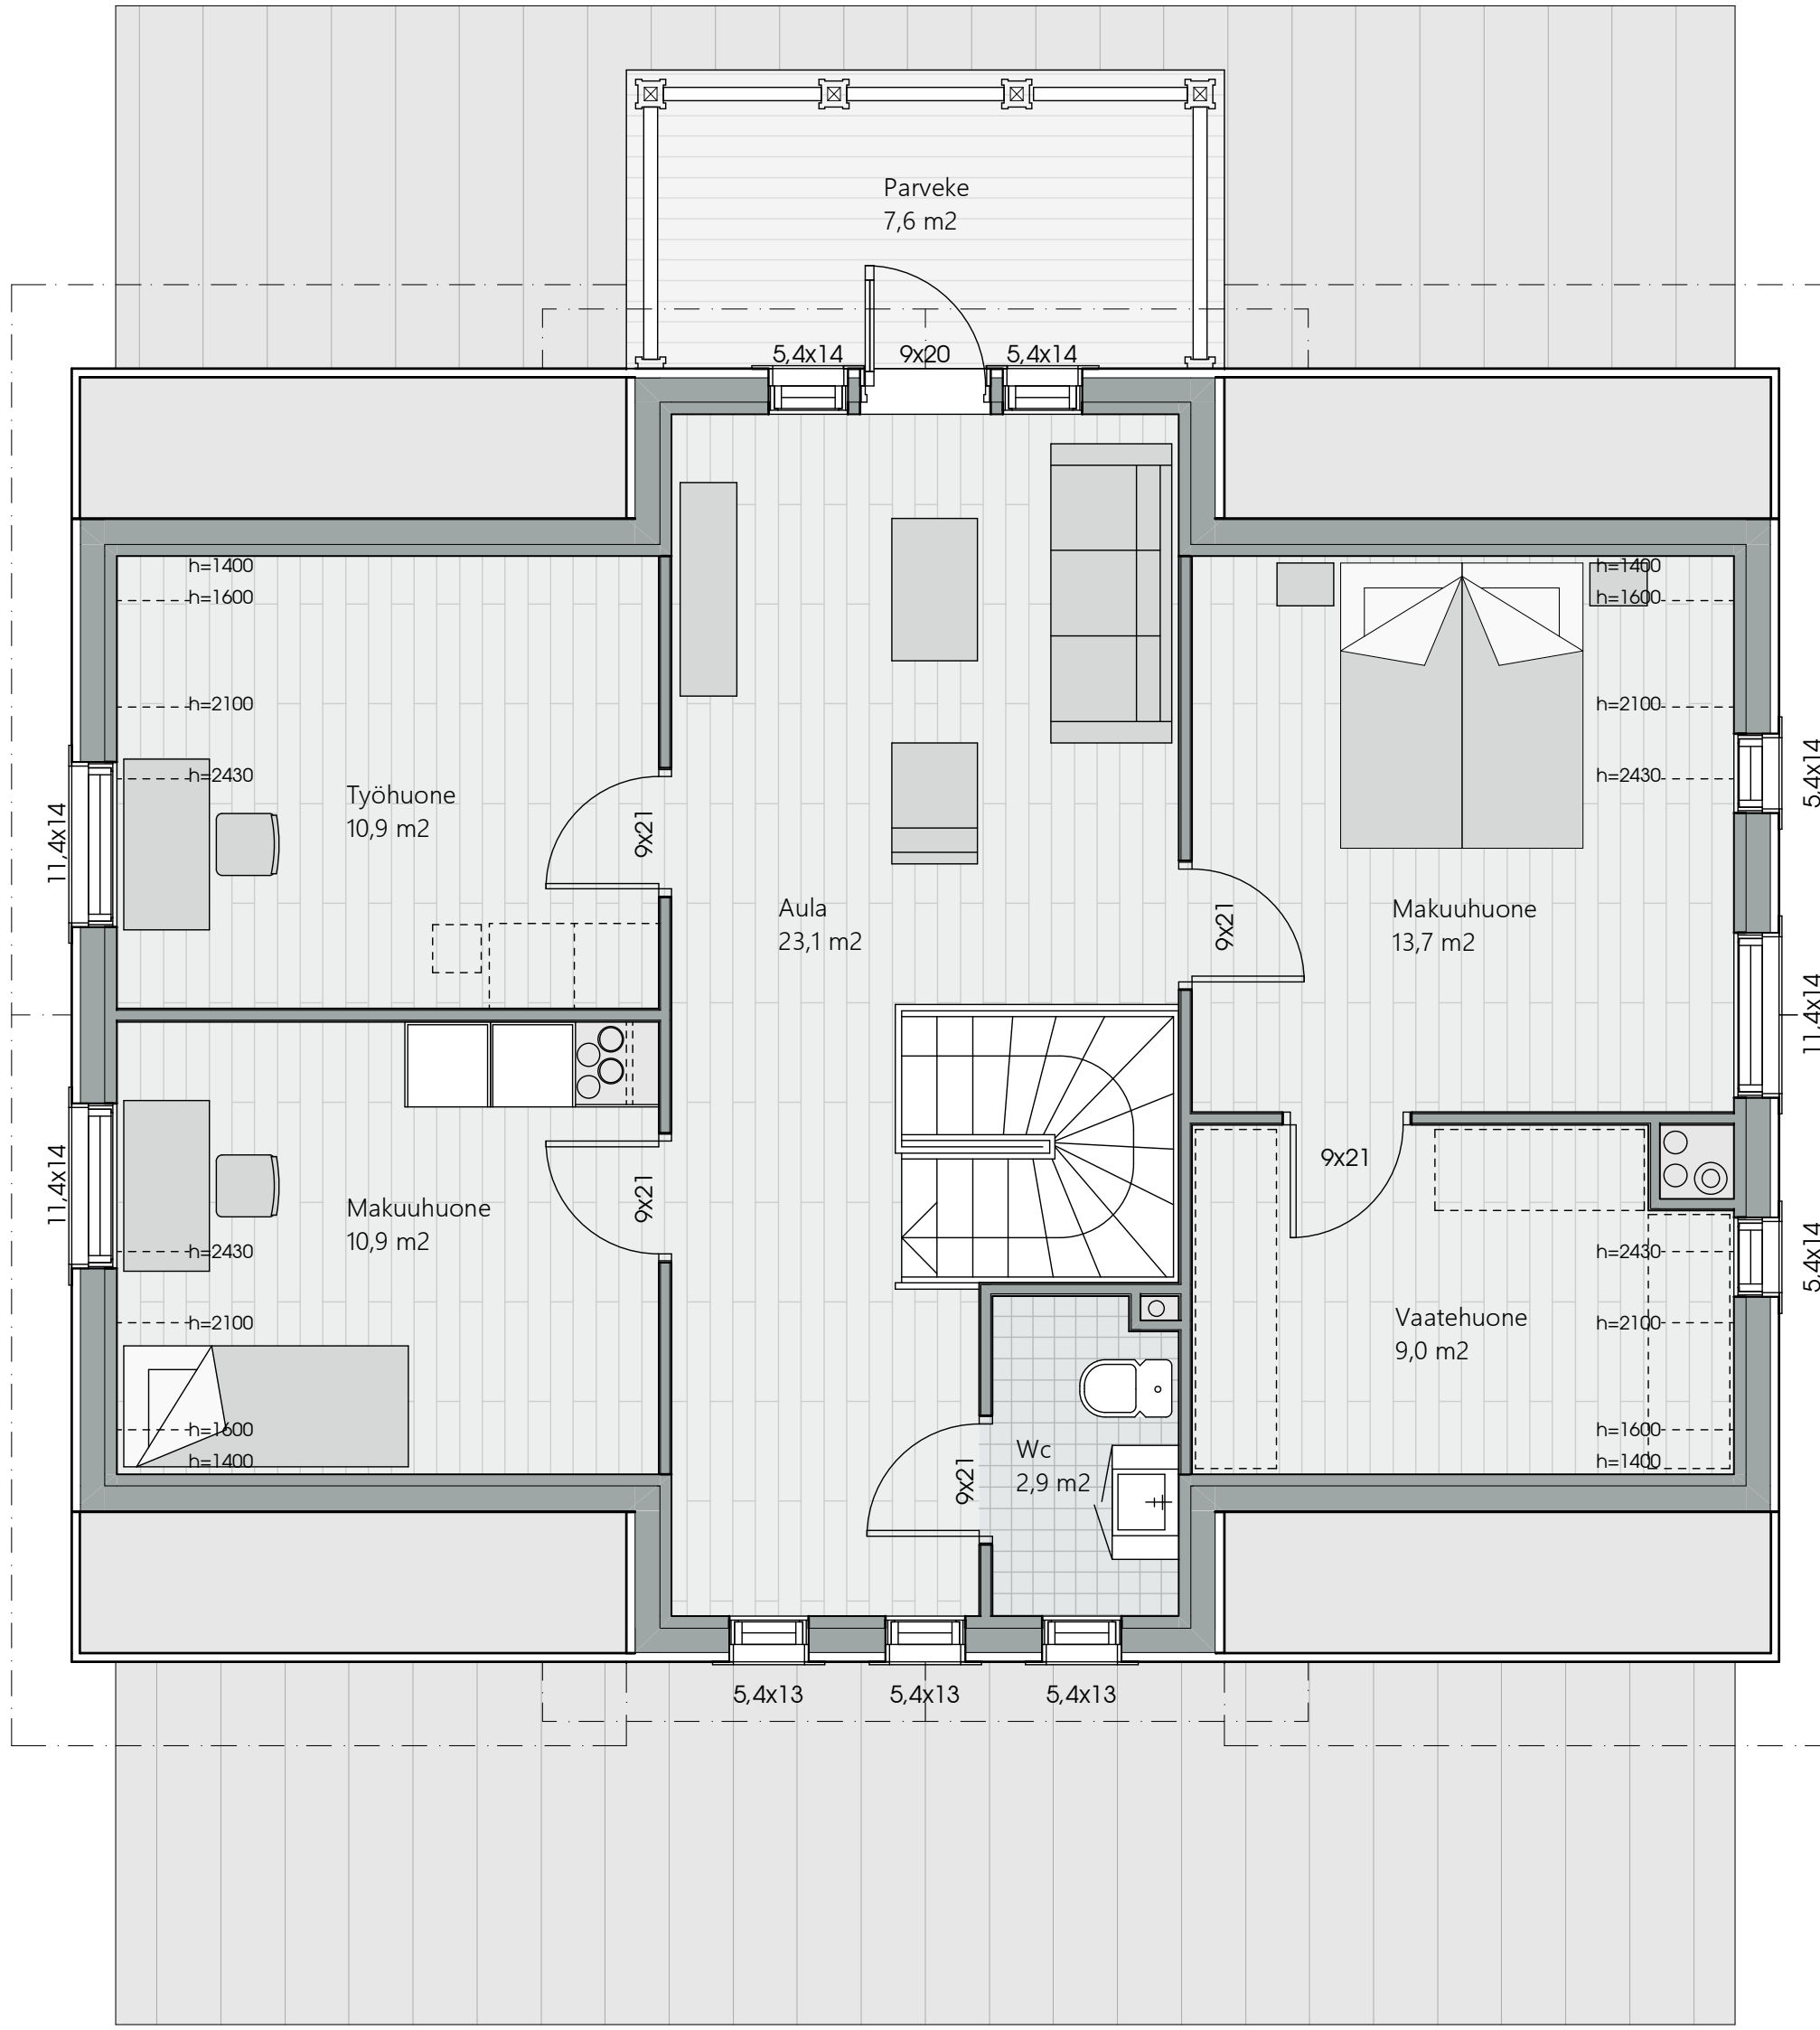 Parveke
7,6 m2
5,4x14
9x20
5,4x14
h=1400
h=1600
h=2100
h=2430
Työhuone
10,9 m2
11,4x14
9x21
h=1400
h=1600
h=2100
h=2430
5,4x14
Aula
23,1 m2
9x21
Makuuhuone
13,7 m2
11,4x14
11,4x14
9x21
Makuuhuone
10,9 m2
h=2430
h=2100
h=1600
h=1400
9x21
h=2430
h=2100
h=1600
h=1400
5,4x14
Vaatehuone
9,0 m2
Wc
2,9 m2
9x21
5,4x13
5,4x13
5,4x13